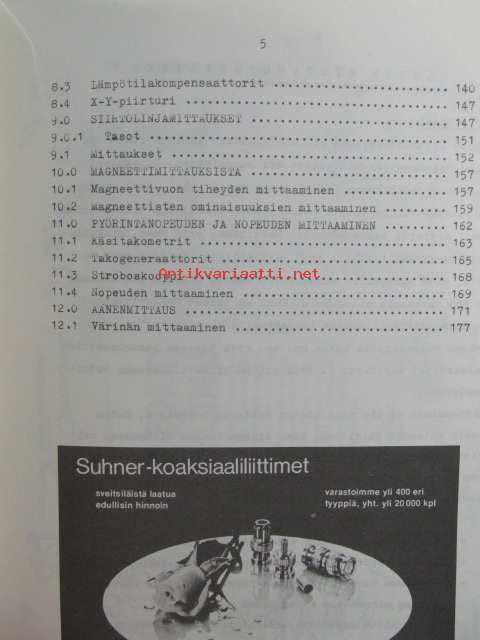 5
8.3 Lämpötilakompensaattorit ........................ 140
8.4 X-Y-piirturi .................................... 147
9.0 SIIRTOLINJAMITTAUKSET ........................... 147
9.0.1 Tasot ......................................... 151
9.1 Mittaukset ...................................... 152
10.0 MAGNEETTIMITTAUKSISTA .......................... 157
10.1 Magneettivuon tiheyden mittaaminen ............. 157
10.2 Magneettisten ominaisuuksien mittaaminen ....... 159
11.0 PYÖRINTÄNOPEUDEN JA NOPEUDEN MITTAAMINEN ....... 162
11.1 Käsitakometrit ................................. 163
11.2 Takogeneraattorit .............................. 165
11.3 Stroboskooppi .................................. 168
Antikvariaatti.net
11.4 Nopeuden mittaaminen ........................... 169
12.0 ÄÄNENMITTAUS ................................... 171
12.1 Värinän mittaaminen ............................ 177
Suhner-koaksiaaliliittimet
sveitsiläistä laatua
edullisin hinnoin
varastoimme yli 400 eri
tyyppiä, yht. yli 20 000 kpl